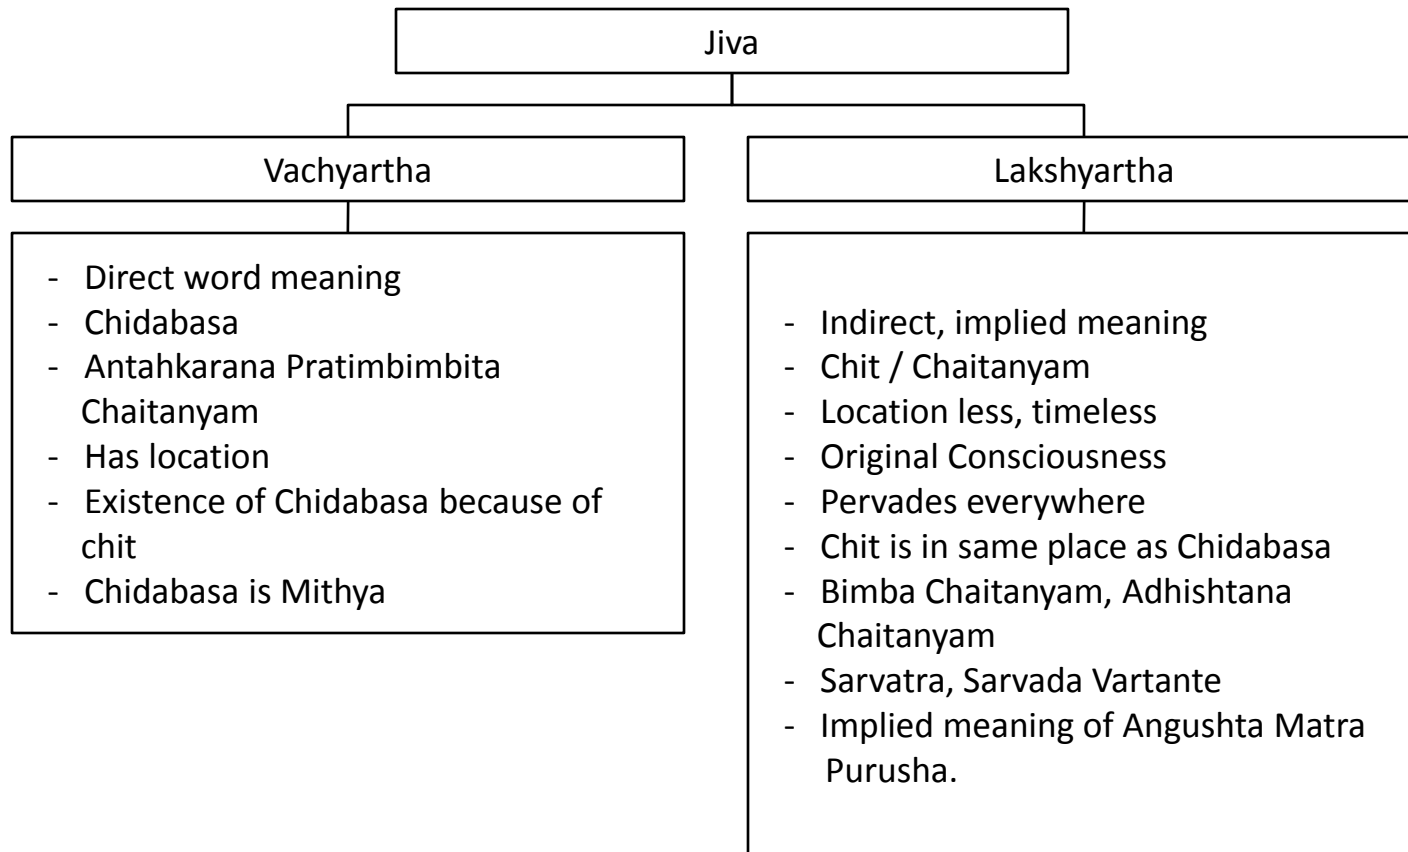 Jiva
Vachyartha
Lakshyartha
- Direct word meaning
- Chidabasa
- Antahkarana Pratimbimbita
Chaitanyam
- Has location
- Existence of Chidabasa because of
chit
- Chidabasa is Mithya
- Indirect, implied meaning
- Chit / Chaitanyam
- Location less, timeless
- Original Consciousness
- Pervades everywhere
- Chit is in same place as Chidabasa
- Bimba Chaitanyam, Adhishtana
Chaitanyam
- Sarvatra, Sarvada Vartante
- Implied meaning of Angushta Matra
Purusha.